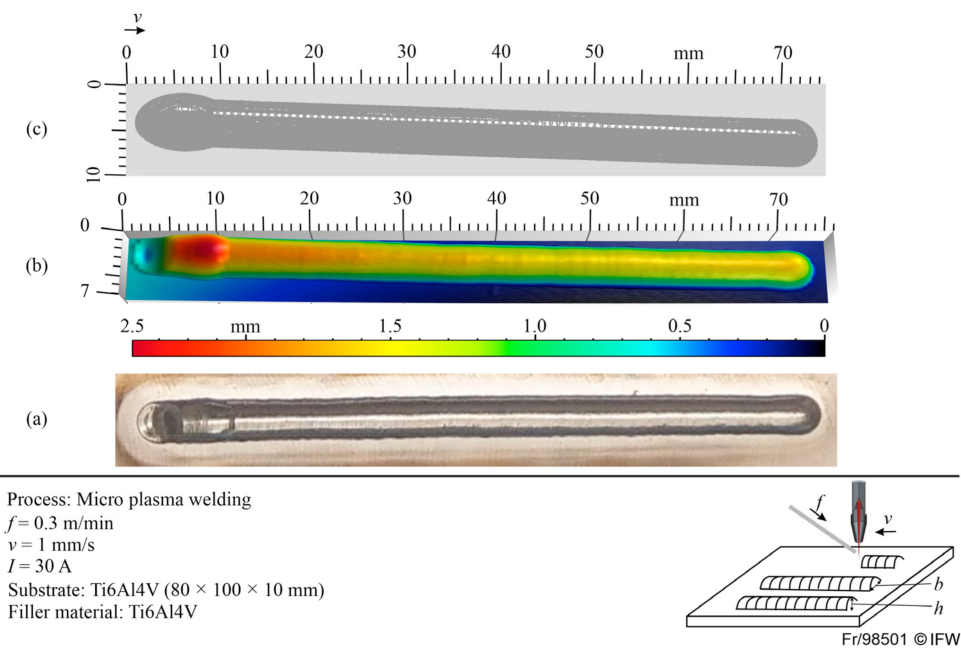 v
0 10 20 30 40 50 mm 70
0
(c)
10
0 10 20 30 40 50 mm 70
0
(b)
7
2.5 mm 1.5 1.0 0.5 0
(a)
Process: Micro plasma welding
f = 0.3 m/min
v = 1 mm/s
I = 30 A
Substrate: Ti6Al4V (80 × 100 × 10 mm)
Filler material: Ti6Al4V
f
v
b
h
Fr/98501 © IFW